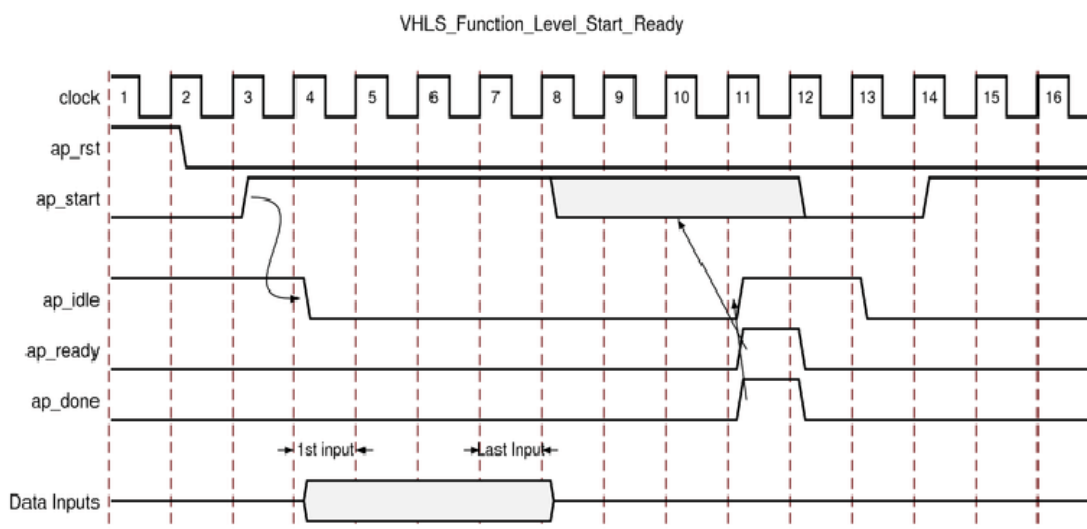 VHLS_Function_Level_Start_Ready
clock 1 2 3 4 5 6 7 8 9 10 11 12 13 14 15 16
ap_rst
ap_start
ap_idle
ap_ready
ap_done
1st input Last Input
Data Inputs